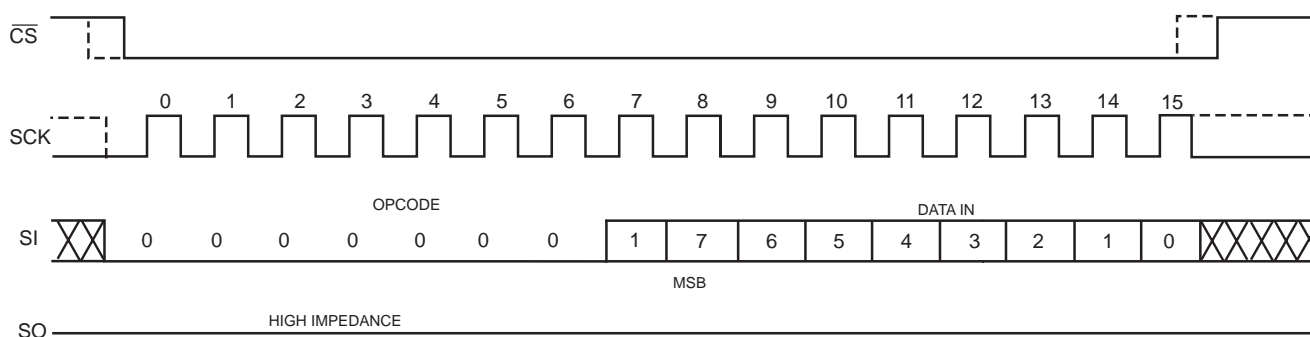 CS
0 1 2 3 4 5 6 7 8 9 10 11 12 13 14 15
SCK
OPCODE DATA IN
SI 0 0 0 0 0 0 0 1 7 6 5 4 3 2 1 0
MSB
HIGH IMPEDANCE
SO